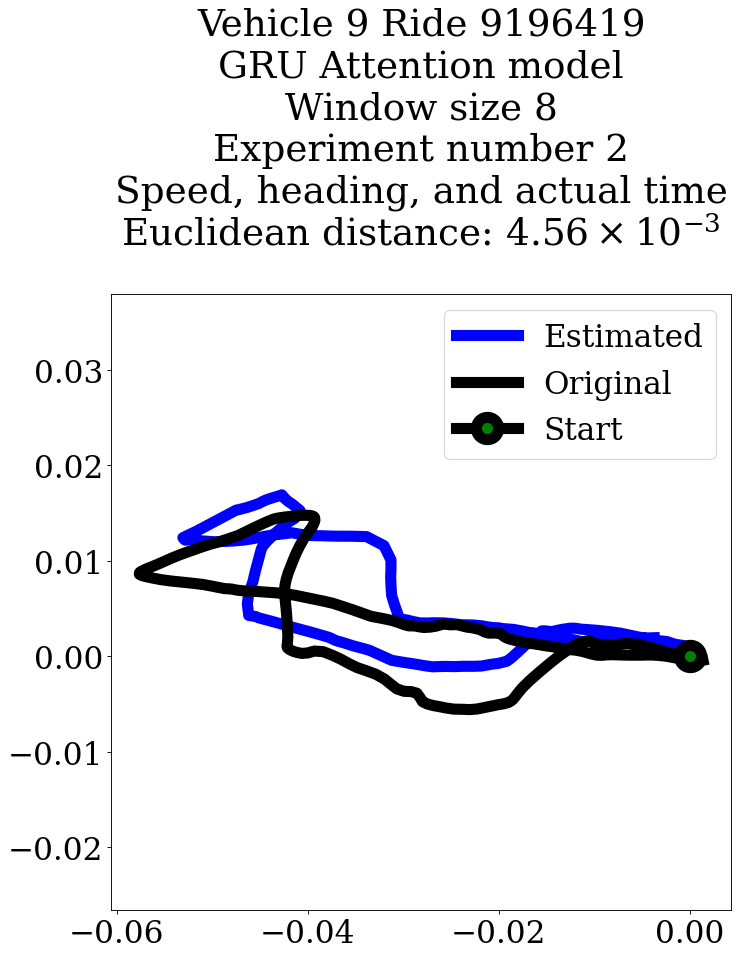 Vehicle 9 Ride 9196419
GRU Attention model
Window size 8
Experiment number 2
Speed, heading, and actual time
Euclidean distance: 4.56 × 10⁻³
Estimated
Original
Start
0.03
0.02
0.01
0.00
−0.01
−0.02
−0.06 −0.04 −0.02 0.00